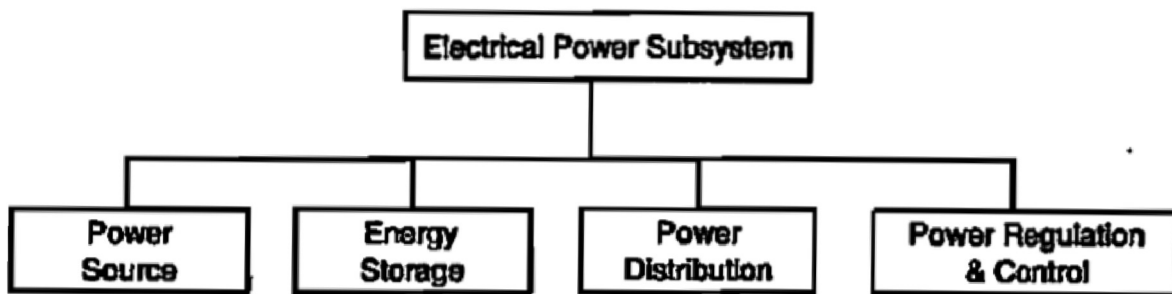 Electrical Power Subsystem
Power
Source
Energy
Storage
Power
Distribution
Power Regulation
& Control